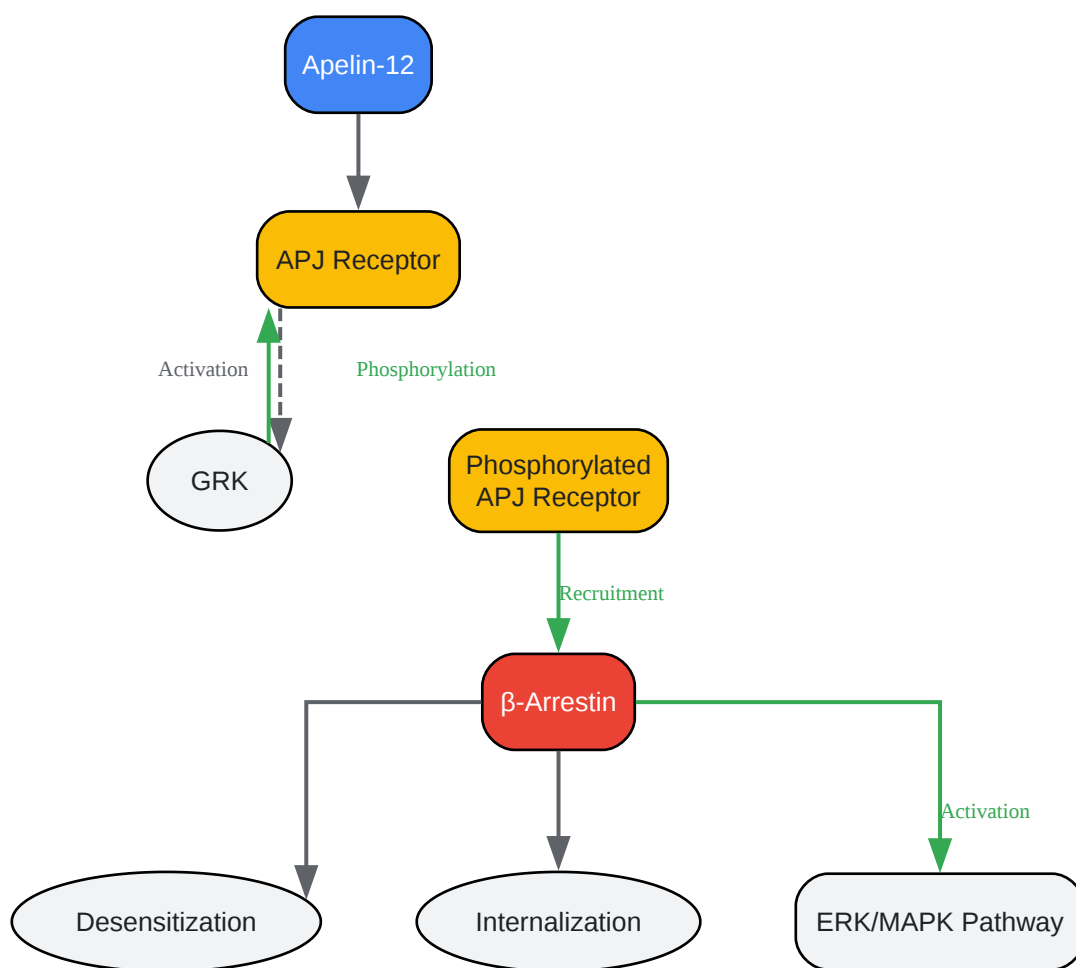 Apelin-12
APJ Receptor
Activation
Phosphorylation
GRK
Phosphorylated
APJ Receptor
Recruitment
β-Arrestin
Activation
Desensitization
Internalization
ERK/MAPK Pathway